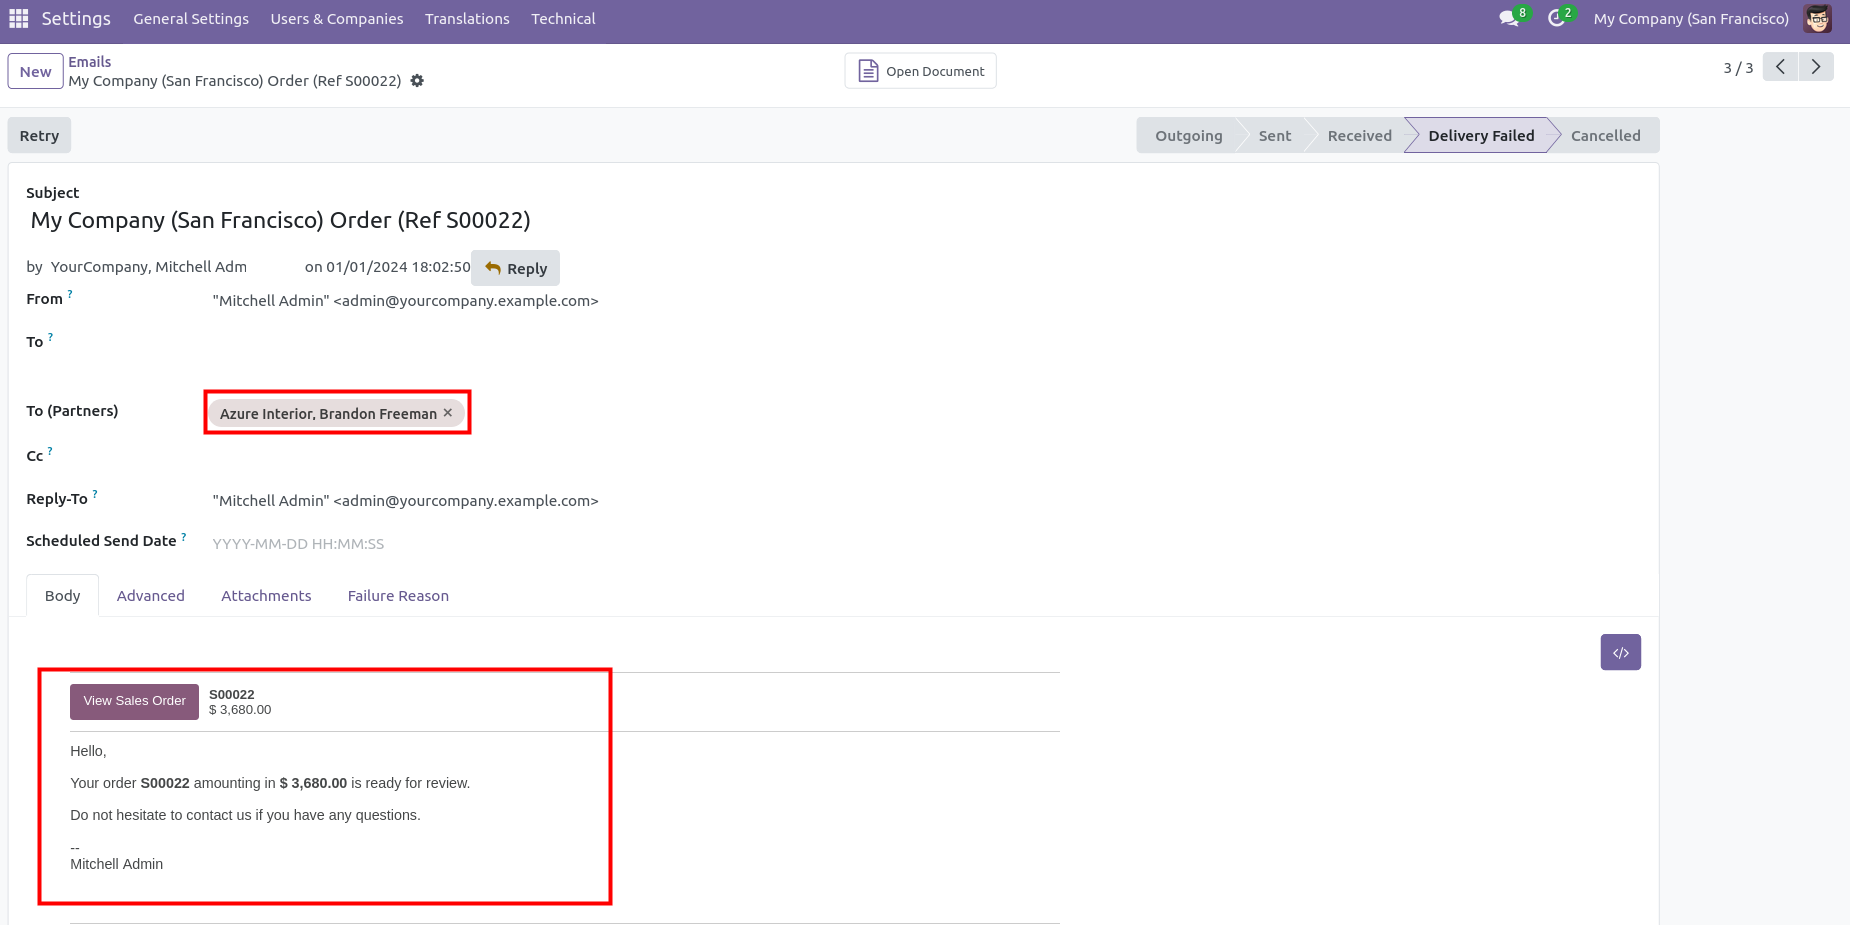 Settings General Settings Users & Companies Translations Technical 8 2 My Company (San Francisco)
New Emails
My Company (San Francisco) Order (Ref S00022)
Open Document
3 / 3
Retry
Outgoing Sent Received Delivery Failed Cancelled
Subject
My Company (San Francisco) Order (Ref S00022)
by YourCompany, Mitchell Adm on 01/01/2024 18:02:50 Reply
From ? "Mitchell Admin" <admin@yourcompany.example.com>
To ?
To (Partners) Azure Interior, Brandon Freeman ×
Cc ?
Reply-To ? "Mitchell Admin" <admin@yourcompany.example.com>
Scheduled Send Date ? YYYY-MM-DD HH:MM:SS
Body Advanced Attachments Failure Reason
</>
View Sales Order S00022
$ 3,680.00
Hello,
Your order S00022 amounting in $ 3,680.00 is ready for review.
Do not hesitate to contact us if you have any questions.
--
Mitchell Admin